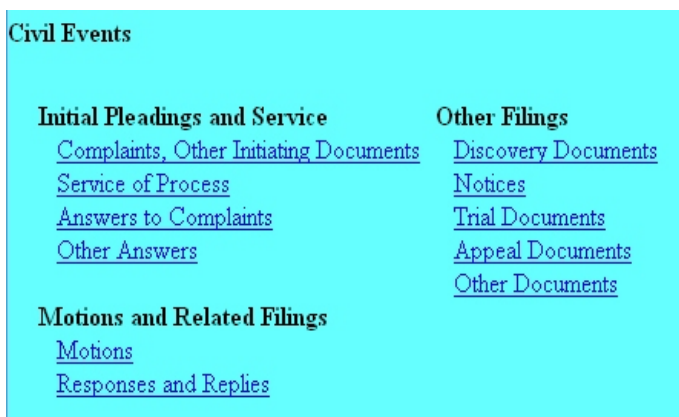 Civil Events
Initial Pleadings and Service
Complaints, Other Initiating Documents
Service of Process
Answers to Complaints
Other Answers
Motions and Related Filings
Motions
Responses and Replies
Other Filings
Discovery Documents
Notices
Trial Documents
Appeal Documents
Other Documents